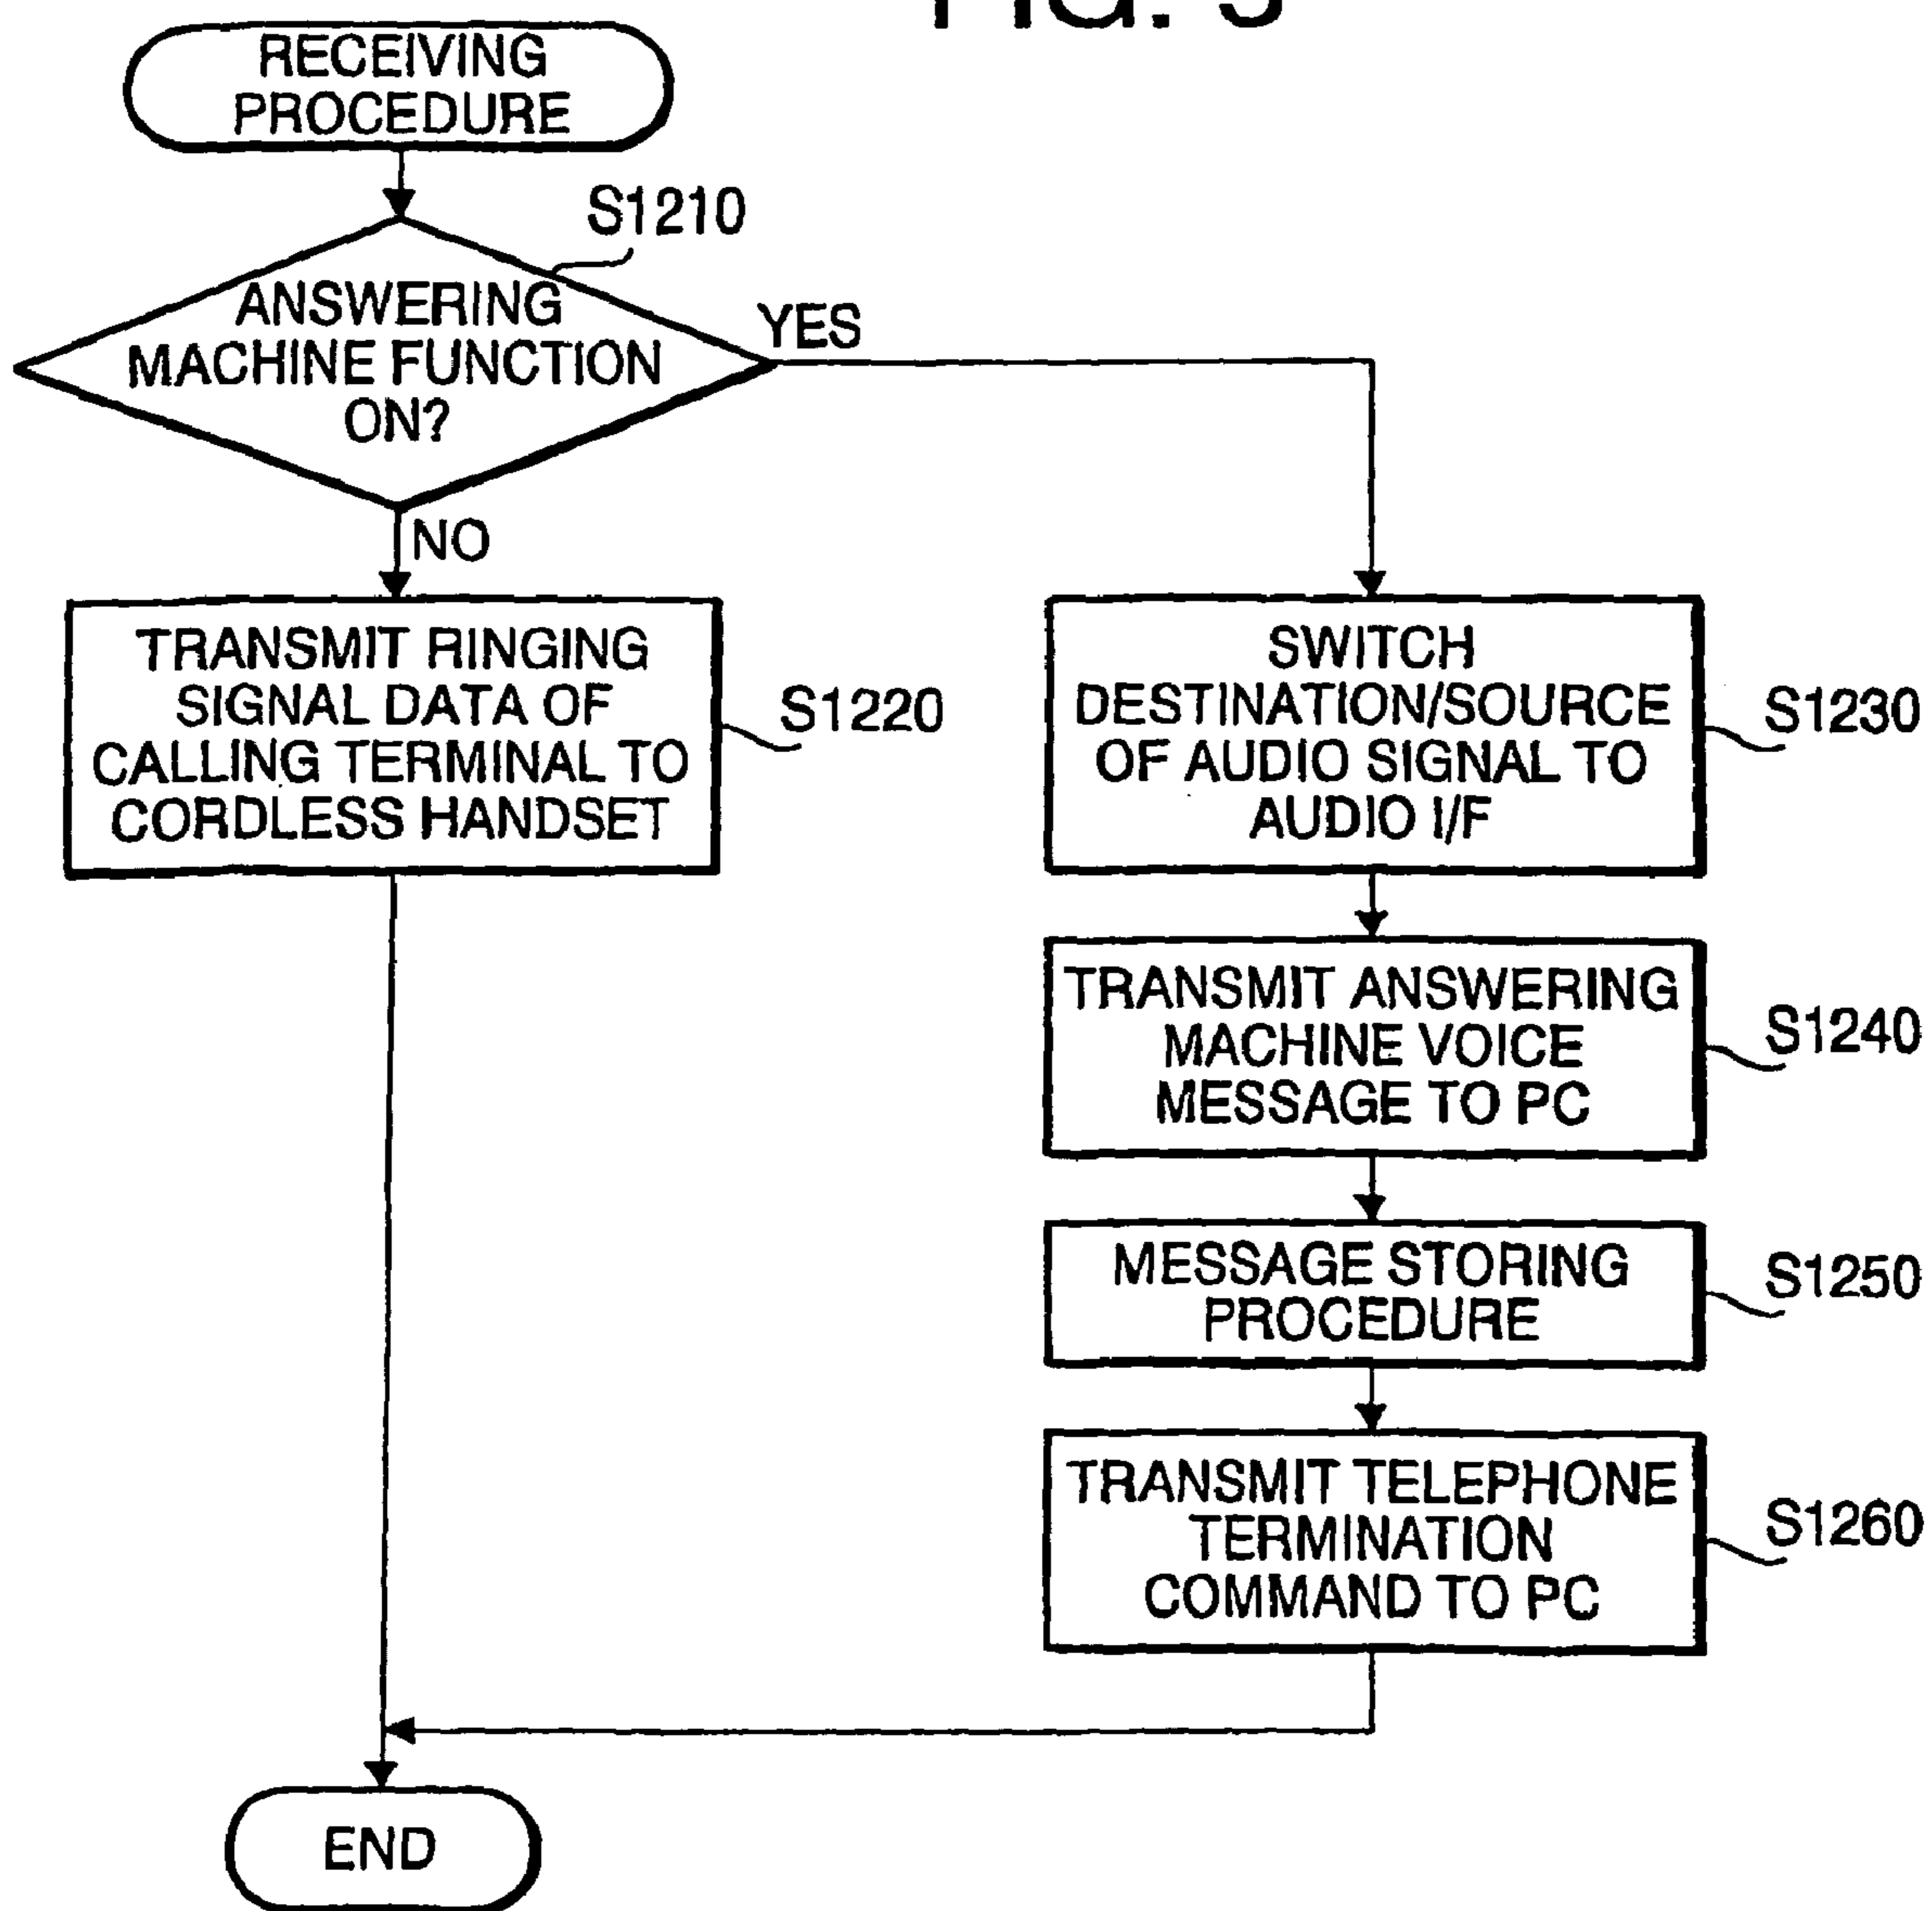 RECEIVING
PROCEDURE
S1210
ANSWERING
MACHINE FUNCTION
ON?
YES
NO
TRANSMIT RINGING
SIGNAL DATA OF
CALLING TERMINAL TO
CORDLESS HANDSET
S1220
SWITCH
DESTINATION/SOURCE
OF AUDIO SIGNAL TO
AUDIO I/F
S1230
TRANSMIT ANSWERING
MACHINE VOICE
MESSAGE TO PC
S1240
MESSAGE STORING
PROCEDURE
S1250
TRANSMIT TELEPHONE
TERMINATION
COMMAND TO PC
S1260
END